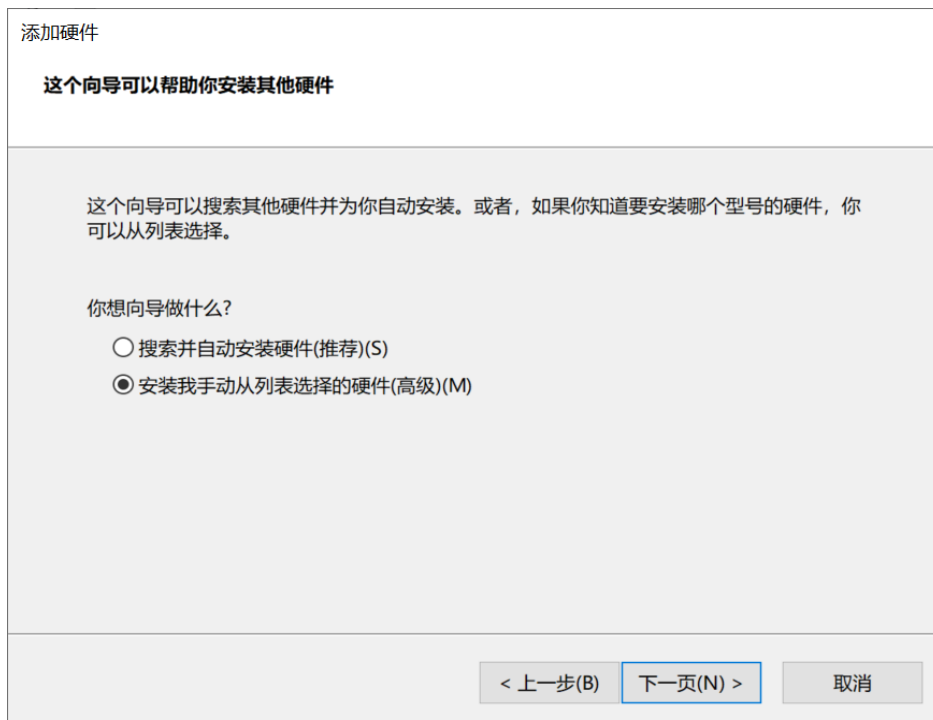 添加硬件
这个向导可以帮助你安装其他硬件
这个向导可以搜索其他硬件并为你自动安装。或者，如果你知道要安装哪个型号的硬件，你
可以从列表选择。
你想向导做什么?
搜索并自动安装硬件(推荐)(S)
安装我手动从列表选择的硬件(高级)(M)
< 上一步(B) 下一页(N) > 取消